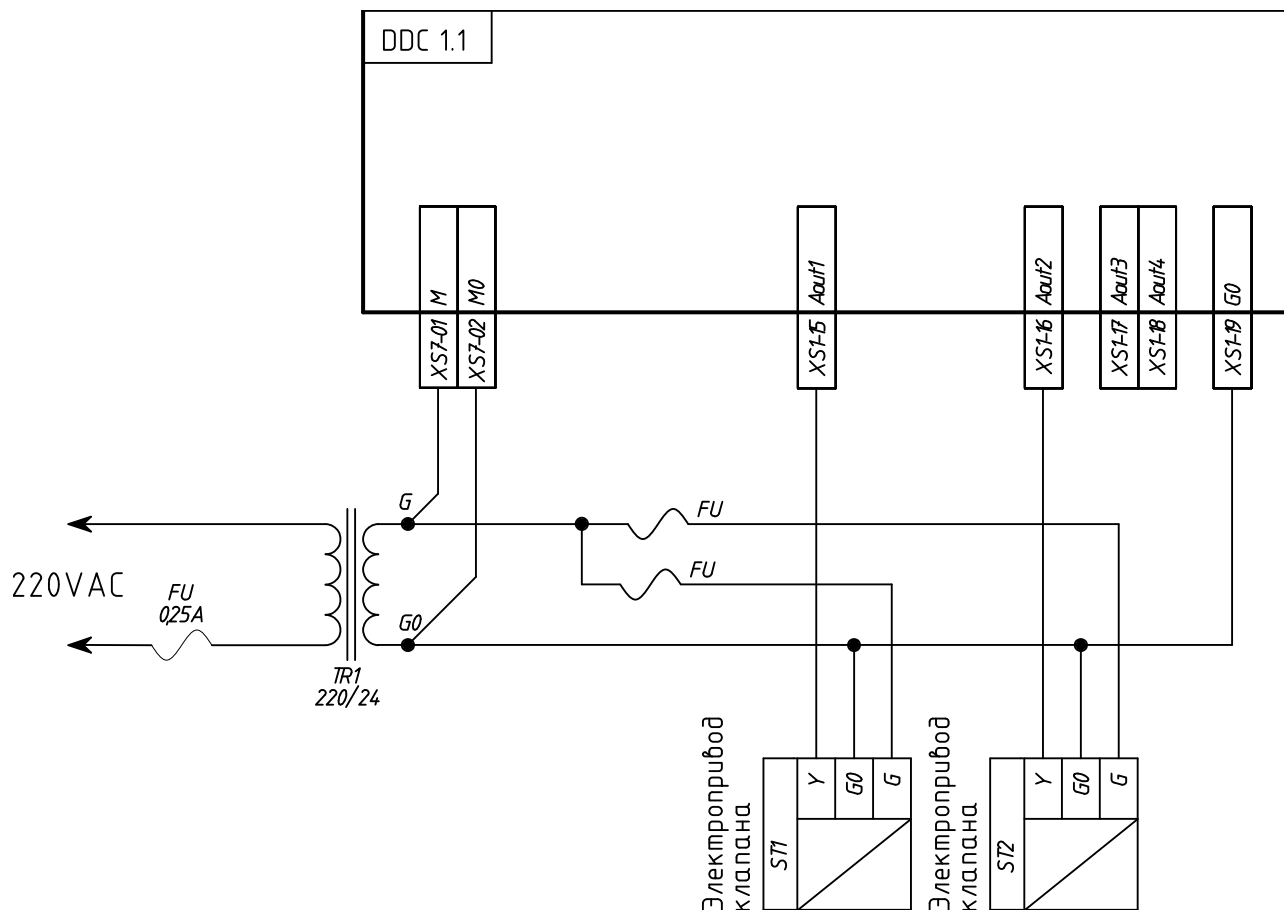 DDC 1.1
XS7-01 M
XS7-02 M0
XS1-15 Aout1
XS1-16 Aout2
XS1-17 Aout3
XS1-18 Aout4
XS1-19 G0
G
FU
220VAC
FU
0,25A
FU
G0
TR1
220/24
Электропривод
клапана
ST1
Y
G0
G
Электропривод
клапана
ST2
Y
G0
G